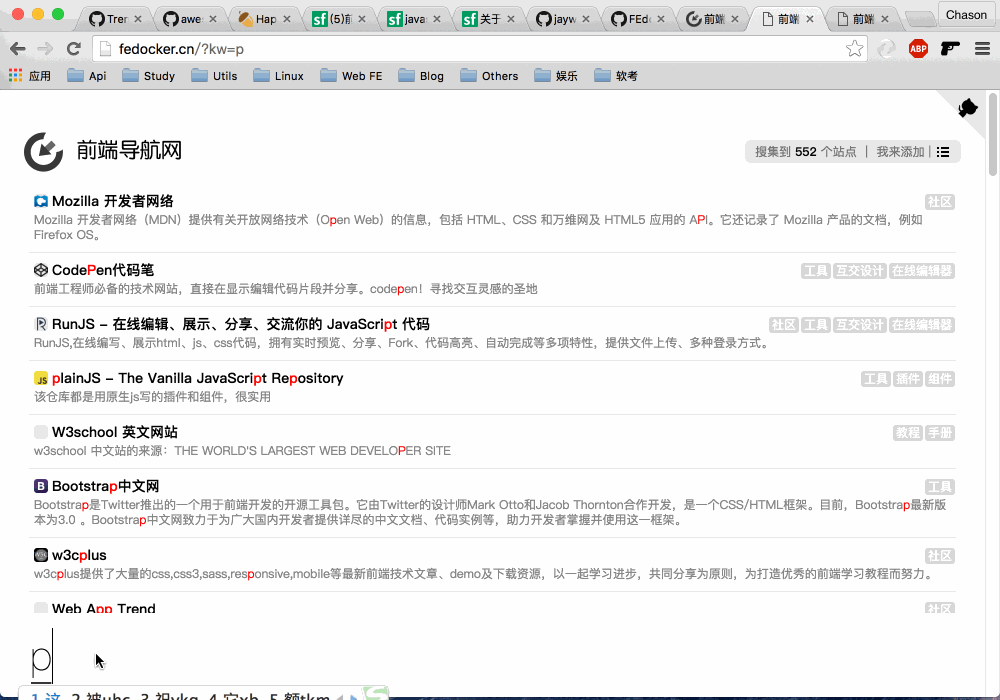 Tren
awe
Hap
(5)前
javas
关于
jayw
FEdo
前端
前端
前端
Chason
fedocker.cn/?kw=p
ABP
应用 Api Study Utils Linux Web FE Blog Others 娱乐 软考
前端导航网
搜集到 552 个站点 | 我来添加 |
Mozilla 开发者网络
社区
Mozilla 开发者网络（MDN）提供有关开放网络技术（Open Web）的信息，包括 HTML、CSS 和万维网及 HTML5 应用的 API。它还记录了 Mozilla 产品的文档，例如
Firefox OS。
CodePen代码笔
工具 互交设计 在线编辑器
前端工程师必备的技术网站，直接在显示编辑代码片段并分享。codepen！寻找交互灵感的圣地
RunJS - 在线编辑、展示、分享、交流你的 JavaScript 代码
社区 工具 互交设计 在线编辑器
RunJS,在线编写、展示html、js、css代码，拥有实时预览、分享、Fork、代码高亮、自动完成等多项特性，提供文件上传、多种登录方式。
JS plainJS - The Vanilla JavaScript Repository
工具 插件 组件
该仓库都是用原生js写的插件和组件，很实用
W3school 英文网站
教程 手册
w3school 中文站的来源：THE WORLD'S LARGEST WEB DEVELOPER SITE
B Bootstrap中文网
工具
Bootstrap是Twitter推出的一个用于前端开发的开源工具包。它由Twitter的设计师Mark Otto和Jacob Thornton合作开发，是一个CSS/HTML框架。目前，Bootstrap最新版
本为3.0 。Bootstrap中文网致力于为广大国内开发者提供详尽的中文文档、代码实例等，助力开发者掌握并使用这一框架。
w3cplus
社区
w3cplus提供了大量的css,css3,sass,responsive,mobile等最新前端技术文章、demo及下载资源，以一起学习进步，共同分享为原则，为打造优秀的前端学习教程而努力。
Web App Trend
社区
p
1.这 2.被uhc 3.祝ykq 4.它xb 5.额tkm